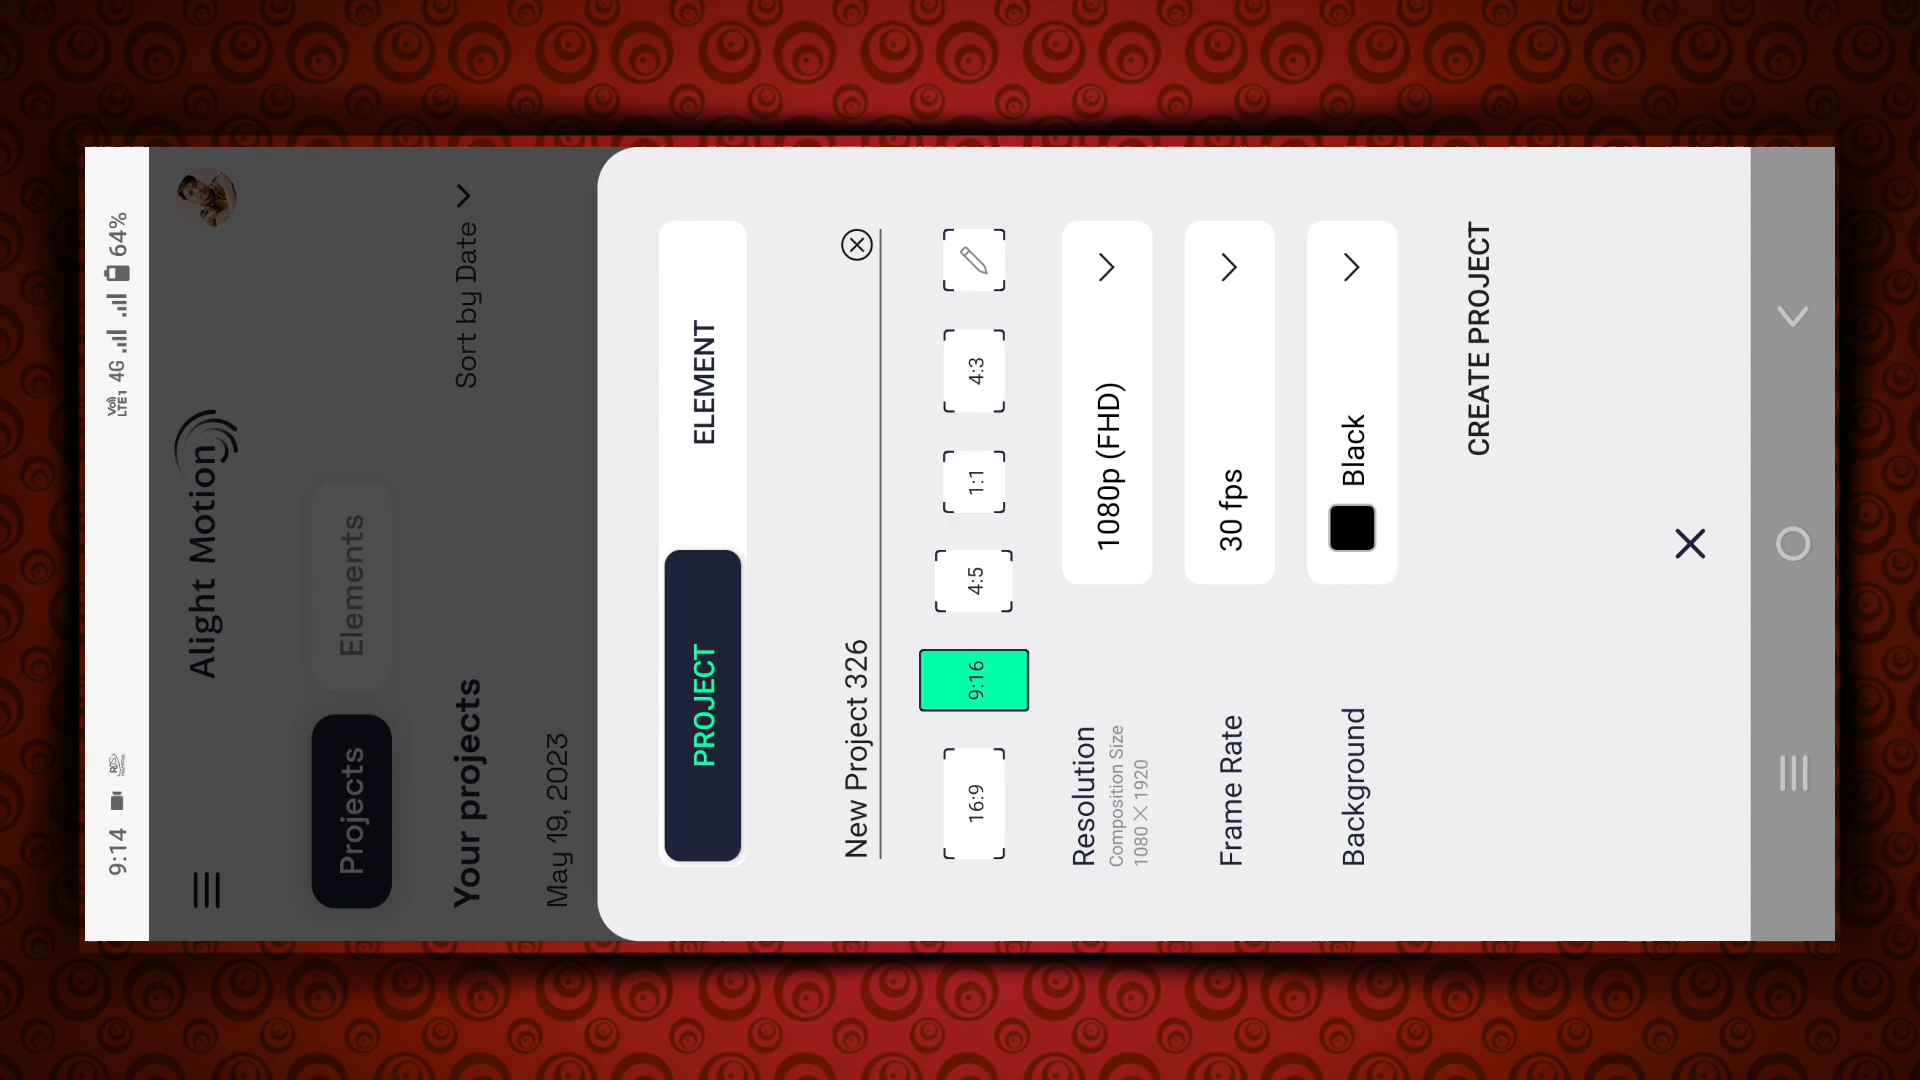 9:14
4G
LTE1
64%
Alight Motion
Projects
Elements
Your projects
Sort by Date
May 19, 2023
PROJECT
ELEMENT
New Project 326
16:9
9:16
4:5
1:1
4:3
Resolution
Composition Size
1080 × 1920
1080p (FHD)
Frame Rate
30 fps
Background
Black
CREATE PROJECT